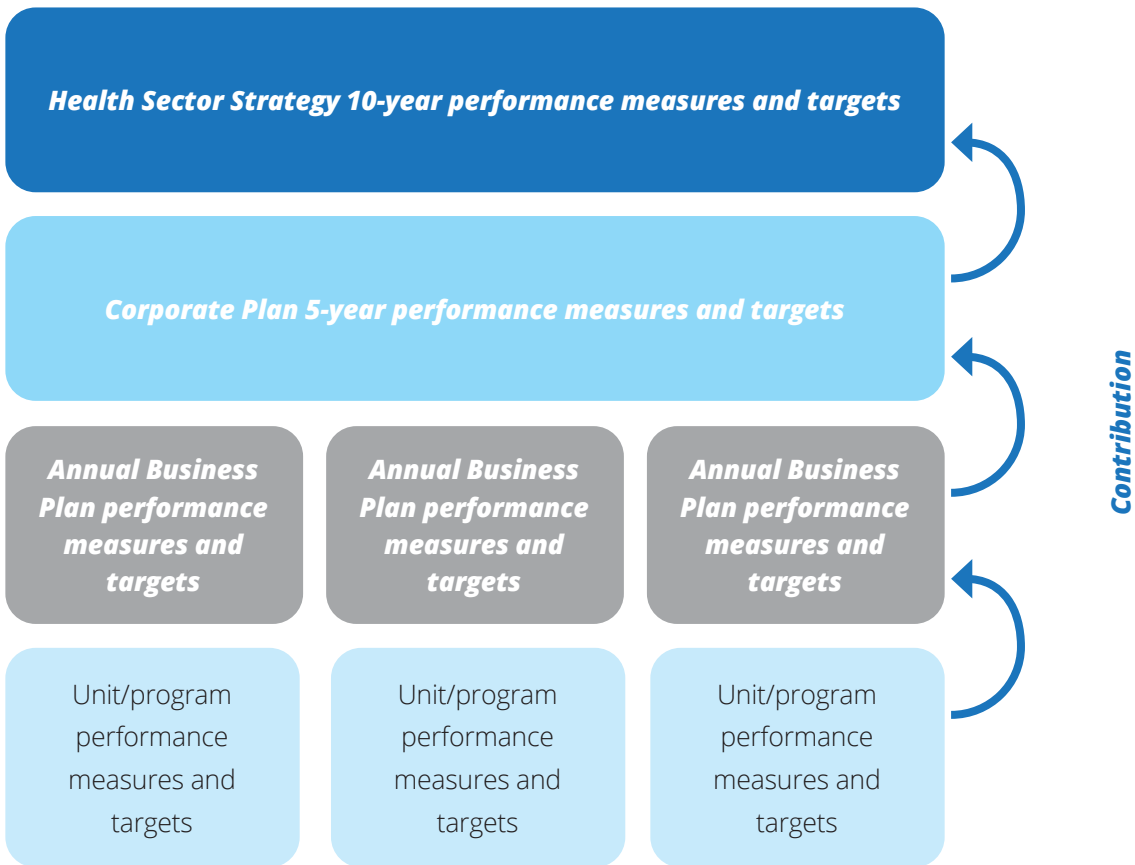 Health Sector Strategy 10-year performance measures and targets
Corporate Plan 5-year performance measures and targets
Annual Business
Plan performance
measures and
targets
Annual Business
Plan performance
measures and
targets
Annual Business
Plan performance
measures and
targets
Unit/program
performance
measures and
targets
Unit/program
performance
measures and
targets
Unit/program
performance
measures and
targets
Contribution